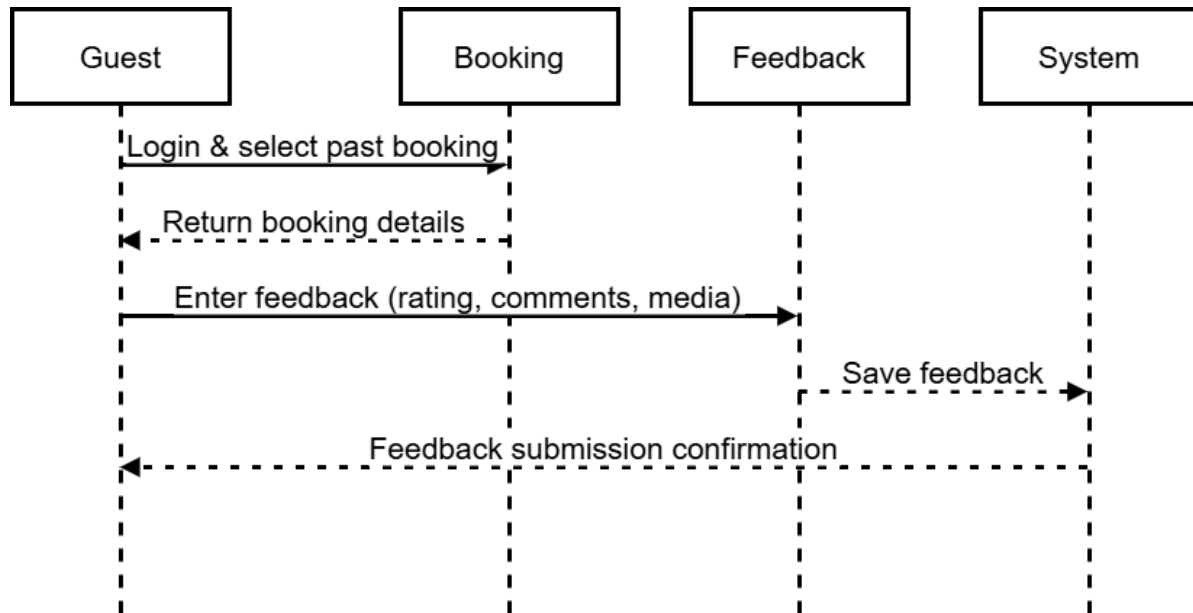 Guest
Booking
Feedback
System
Login & select past booking
Return booking details
Enter feedback (rating, comments, media)
Save feedback
Feedback submission confirmation